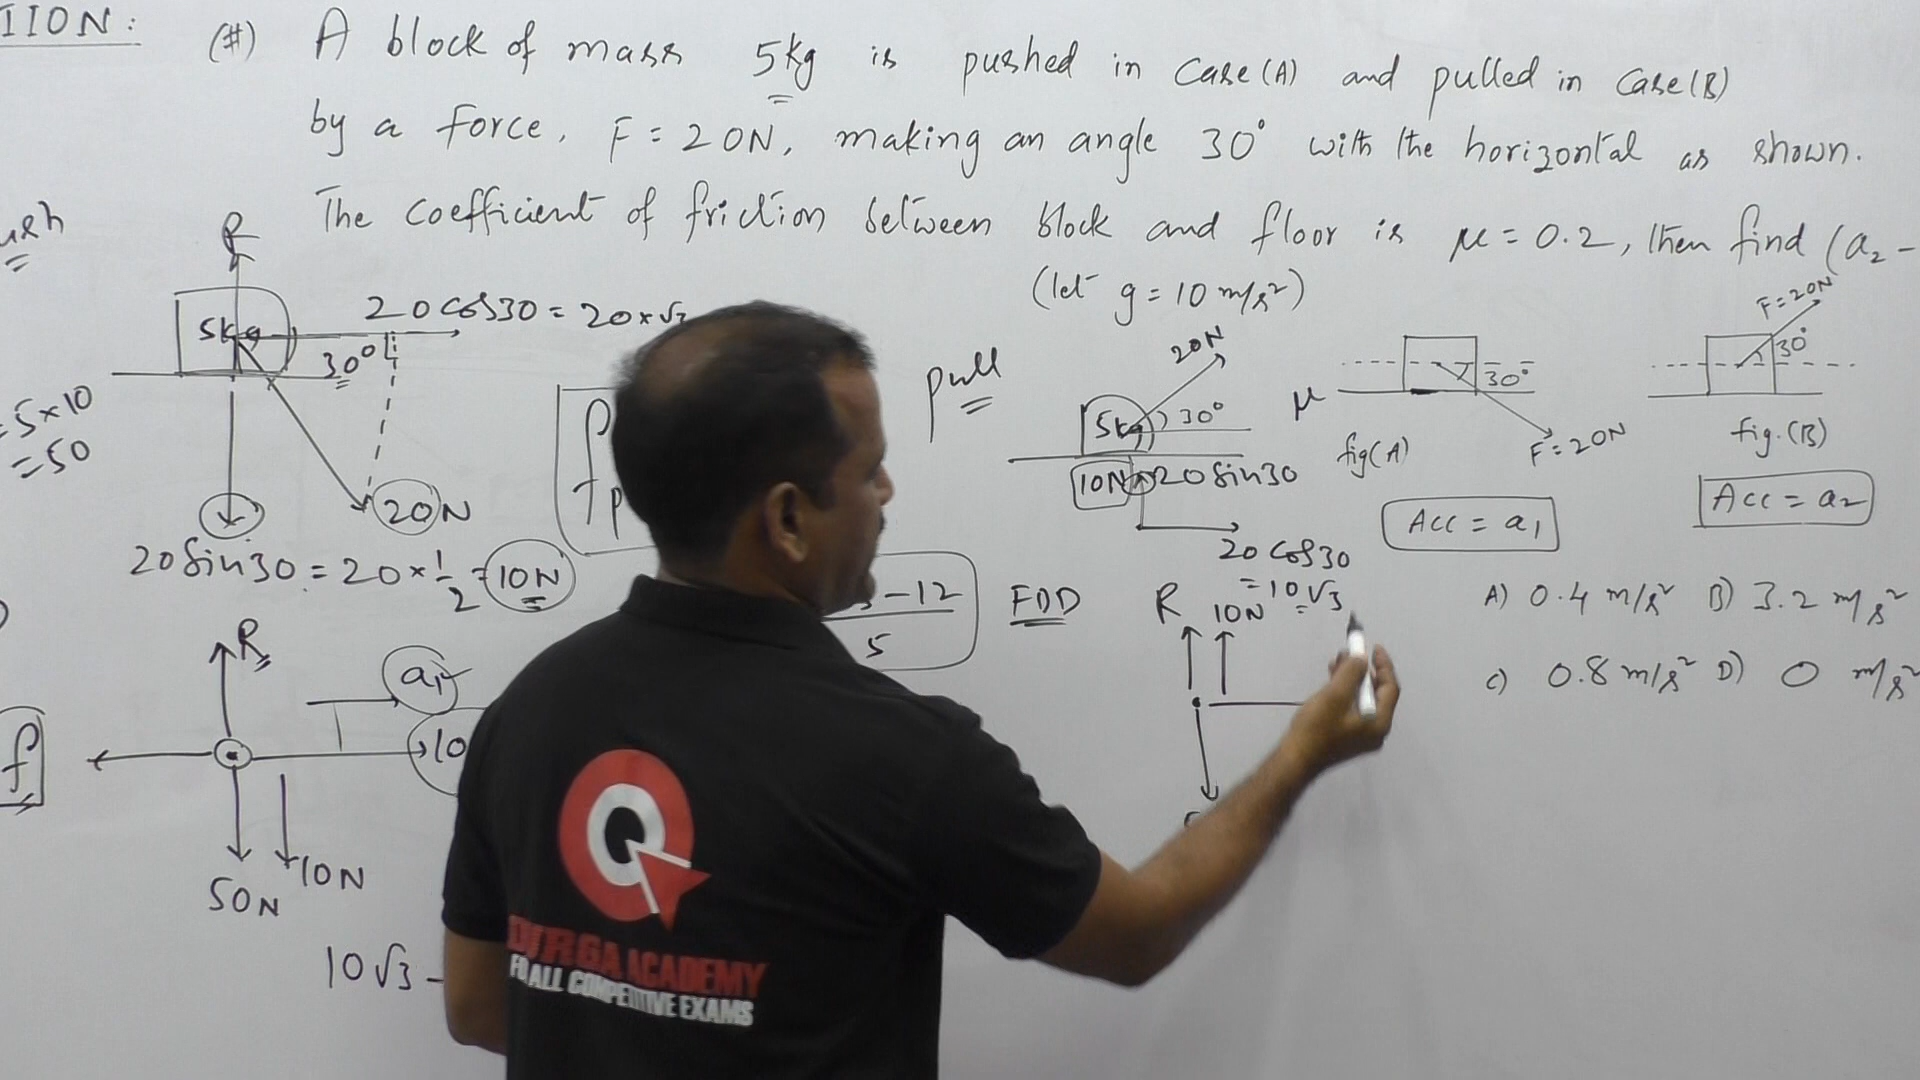 (#) A block of mass 5kg is pushed in case(A) and pulled in case(B)
by a force, F = 20N, making an angle 30° with the horizontal as shown.
The coefficient of friction between block and floor is μ = 0.2, then find (a₂ -
(let g = 10 m/s²)
R
5kg
20 cos30 = 20×√3
30°
= 5×10
= 50
20N
20 sin30 = 20 × 1/2 = 10N
R
a₁
f
10
50N
10N
10√3 -
- 12
5
pull
20N
5kg
30°
10N
20 sin30
20 cos30
= 10√3
FBD
R
10N
μ
30°
F = 20N
fig(A)
Acc = a₁
F = 20N
30°
fig.(B)
Acc = a₂
A) 0.4 m/s² B) 3.2 m/s²
C) 0.8 m/s² D) 0 m/s²
DURGA ACADEMY
FOR ALL COMPETITIVE EXAMS